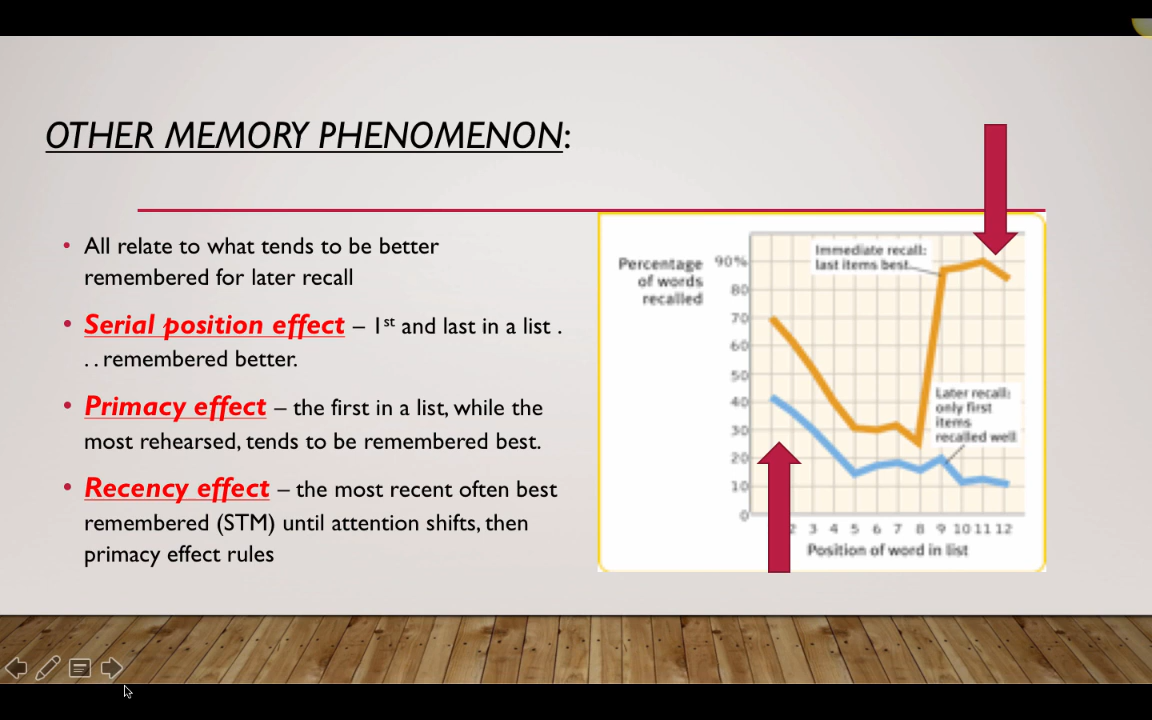 OTHER MEMORY PHENOMENON:
• All relate to what tends to be better
remembered for later recall
• Serial position effect – 1st and last in a list .
. . remembered better.
• Primacy effect – the first in a list, while the
most rehearsed, tends to be remembered best.
• Recency effect – the most recent often best
remembered (STM) until attention shifts, then
primacy effect rules
Percentage
of words
recalled
90%
80
70
60
50
40
30
20
10
0
Immediate recall:
last items best
Later recall:
only first
items
recalled well
2 3 4 5 6 7 8 9 10 11 12
Position of word in list